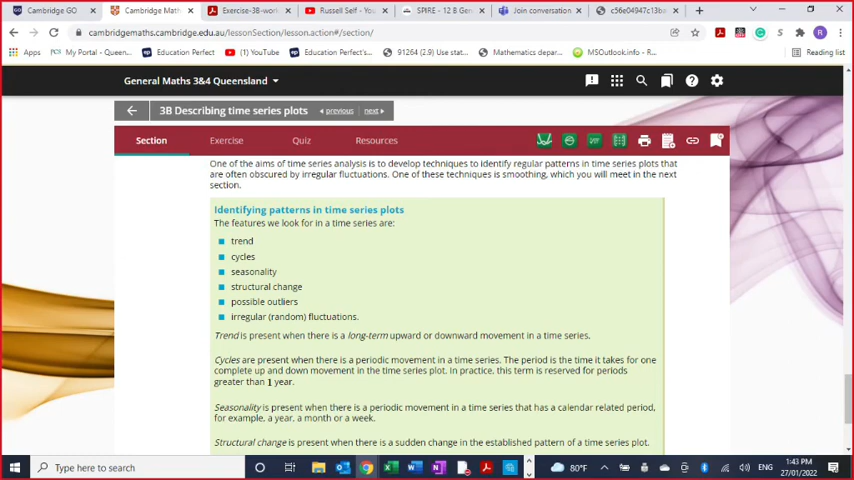 Cambridge GO
Cambridge Math
Exercise-3B-work
Russell Self - You
SPIRE - 12 B Gen
Join conversation
c56e04947c13ba
cambridgemaths.cambridge.edu.au/lessonSection/lesson.action#/section/
Apps
My Portal - Queen...
Education Perfect
(1) YouTube
Education Perfect's...
91264 (2.9) Use stat...
Mathematics depar...
MSOutlook.info - R...
Reading list
General Maths 3&4 Queensland
3B Describing time series plots
previous
next
Section
Exercise
Quiz
Resources
One of the aims of time series analysis is to develop techniques to identify regular patterns in time series plots that
are often obscured by irregular fluctuations. One of these techniques is smoothing, which you will meet in the next
section.
Identifying patterns in time series plots
The features we look for in a time series are:
trend
cycles
seasonality
structural change
possible outliers
irregular (random) fluctuations.
Trend is present when there is a long-term upward or downward movement in a time series.
Cycles are present when there is a periodic movement in a time series. The period is the time it takes for one
complete up and down movement in the time series plot. In practice, this term is reserved for periods
greater than 1 year.
Seasonality is present when there is a periodic movement in a time series that has a calendar related period,
for example, a year, a month or a week.
Structural change is present when there is a sudden change in the established pattern of a time series plot.
Type here to search
80°F
ENG
1:43 PM
27/01/2022